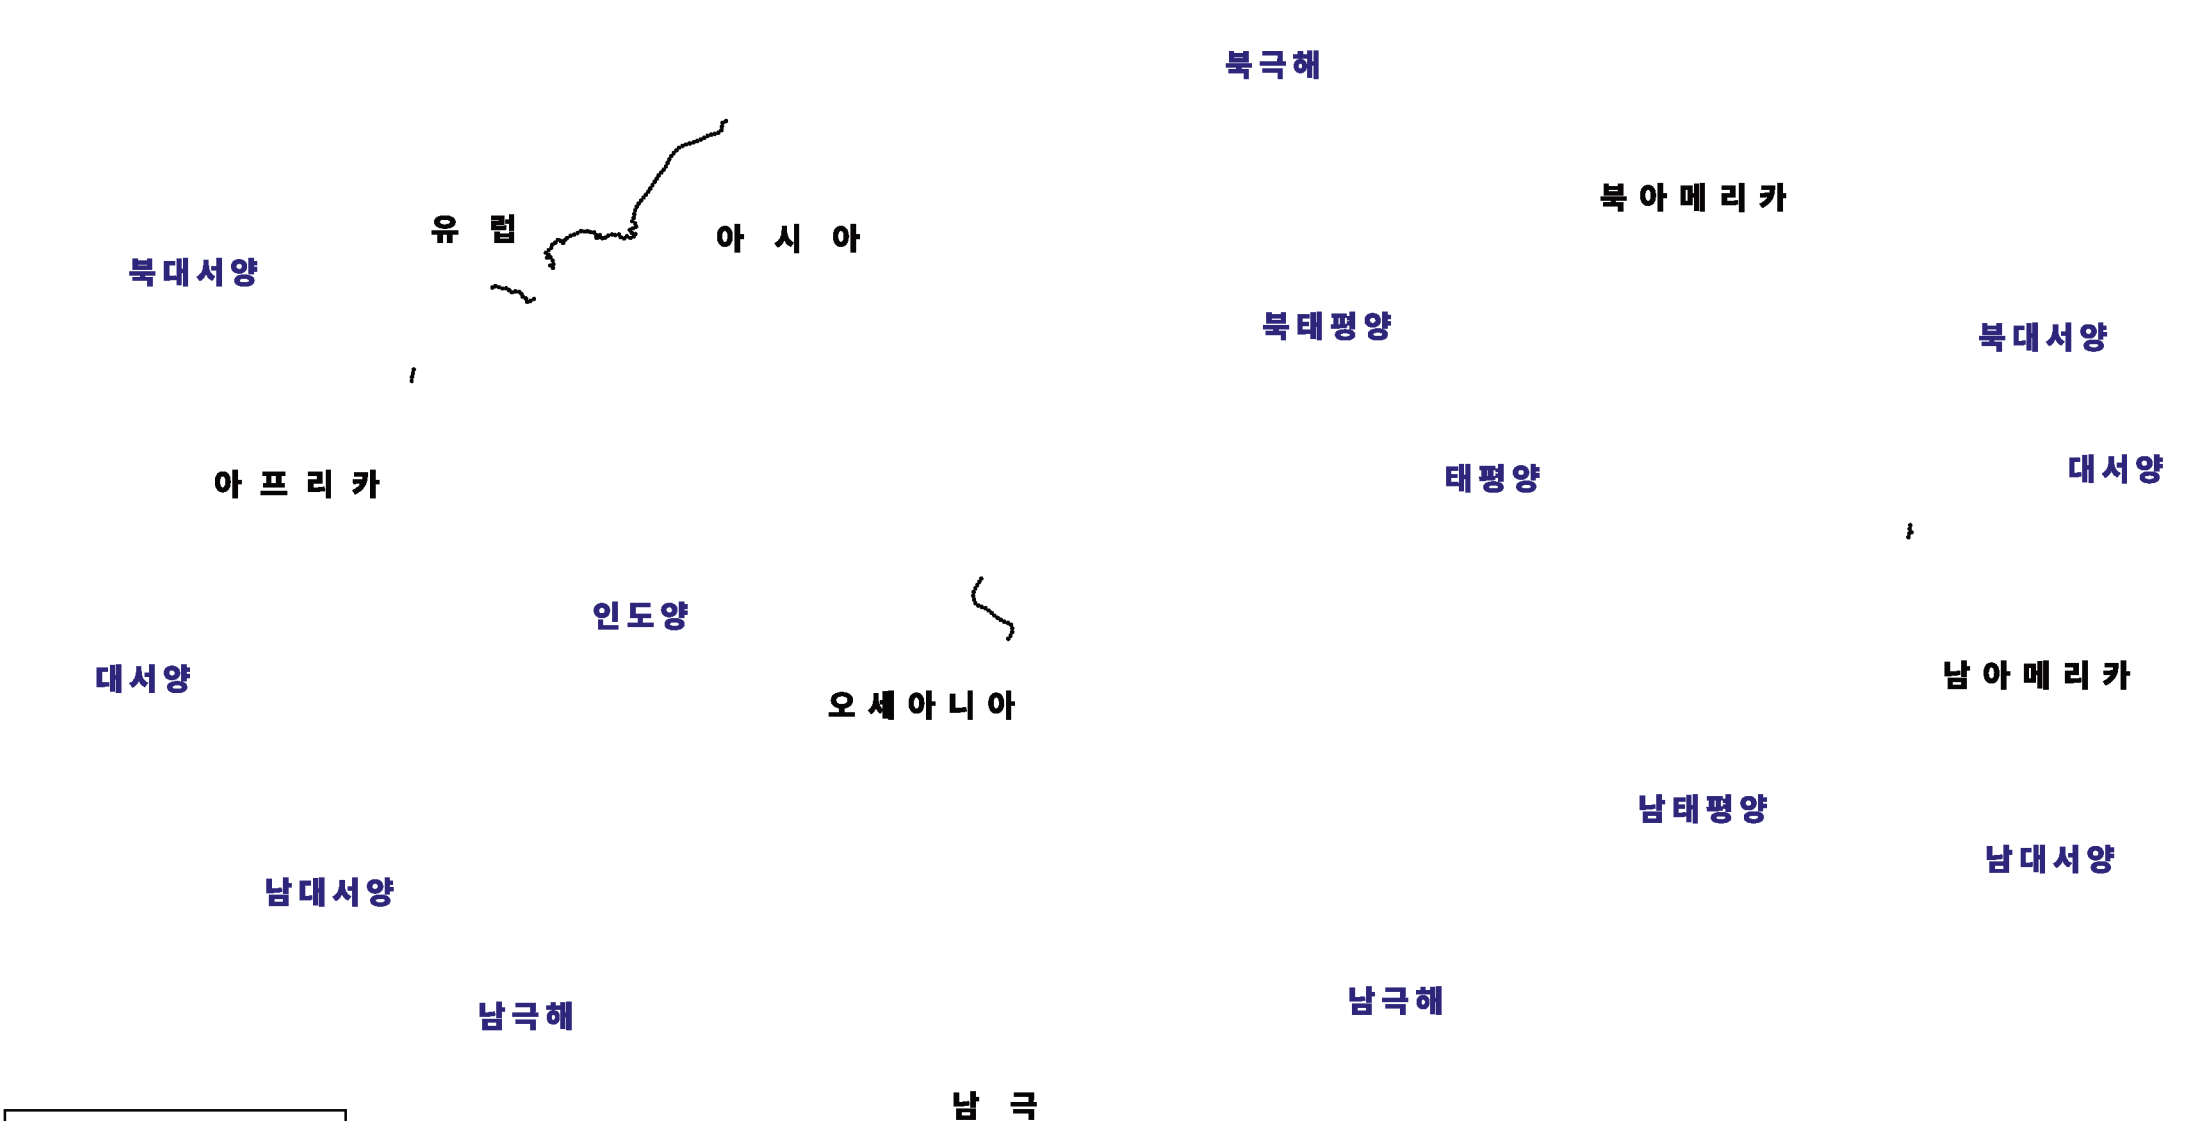 북극해
북아메리카
유럽
아시아
북대서양
북태평양
북대서양
대서양
태평양
아프리카
인도양
대서양
오세아니아
남아메리카
남태평양
남대서양
남대서양
남극해
남극해
남극